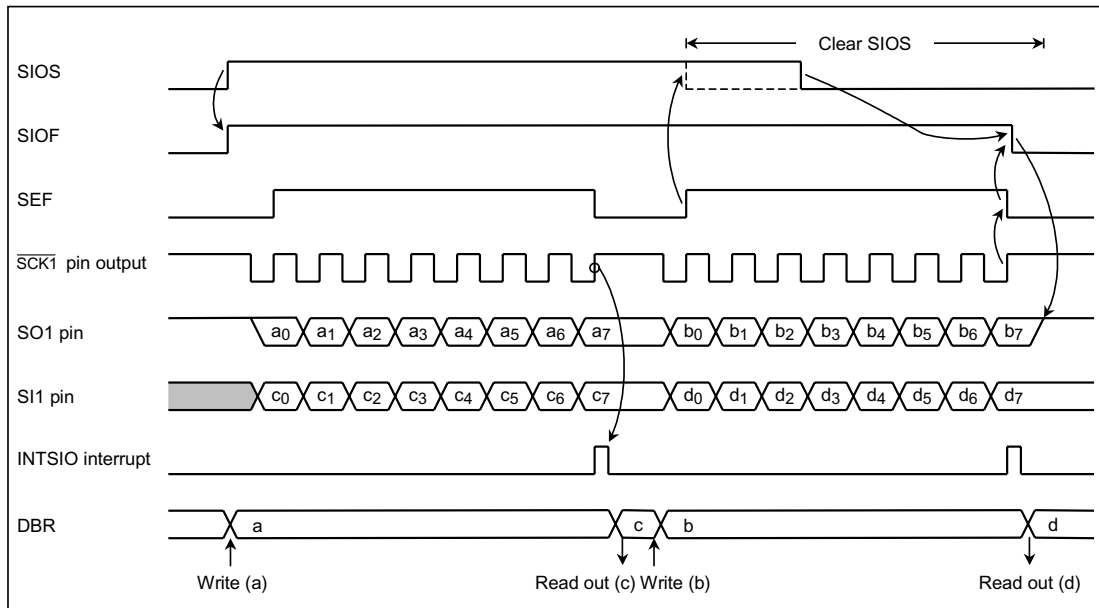 Clear SIOS
SIOS
SIOF
SEF
SCK1 pin output
SO1 pin a0 a1 a2 a3 a4 a5 a6 a7 b0 b1 b2 b3 b4 b5 b6 b7
SI1 pin c0 c1 c2 c3 c4 c5 c6 c7 d0 d1 d2 d3 d4 d5 d6 d7
INTSIO interrupt
DBR a c b d
Write (a) Read out (c) Write (b) Read out (d)